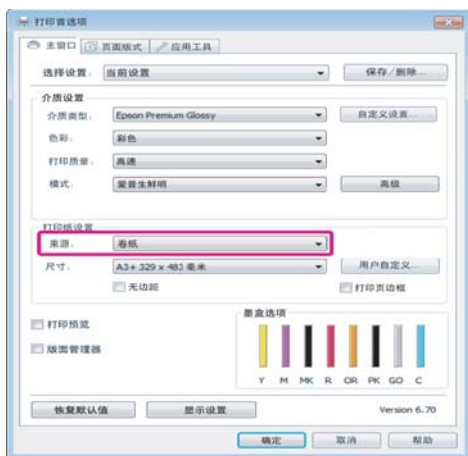 打印首选项
主窗口 页面版式 应用工具
选择设置: 当前设置 保存/删除...
介质设置
介质类型: Epson Premium Glossy 自定义设置...
色彩: 彩色
打印质量: 高速
模式: 爱普生鲜明 高级
打印纸设置
来源: 卷纸
尺寸: A3+ 329 x 483 毫米 用户自定义...
无边距 打印页边框
墨盒选项
打印预览
版面管理器
Y M MK R OR PK GO C
恢复默认值 显示设置 Version 6.70
确定 取消 帮助